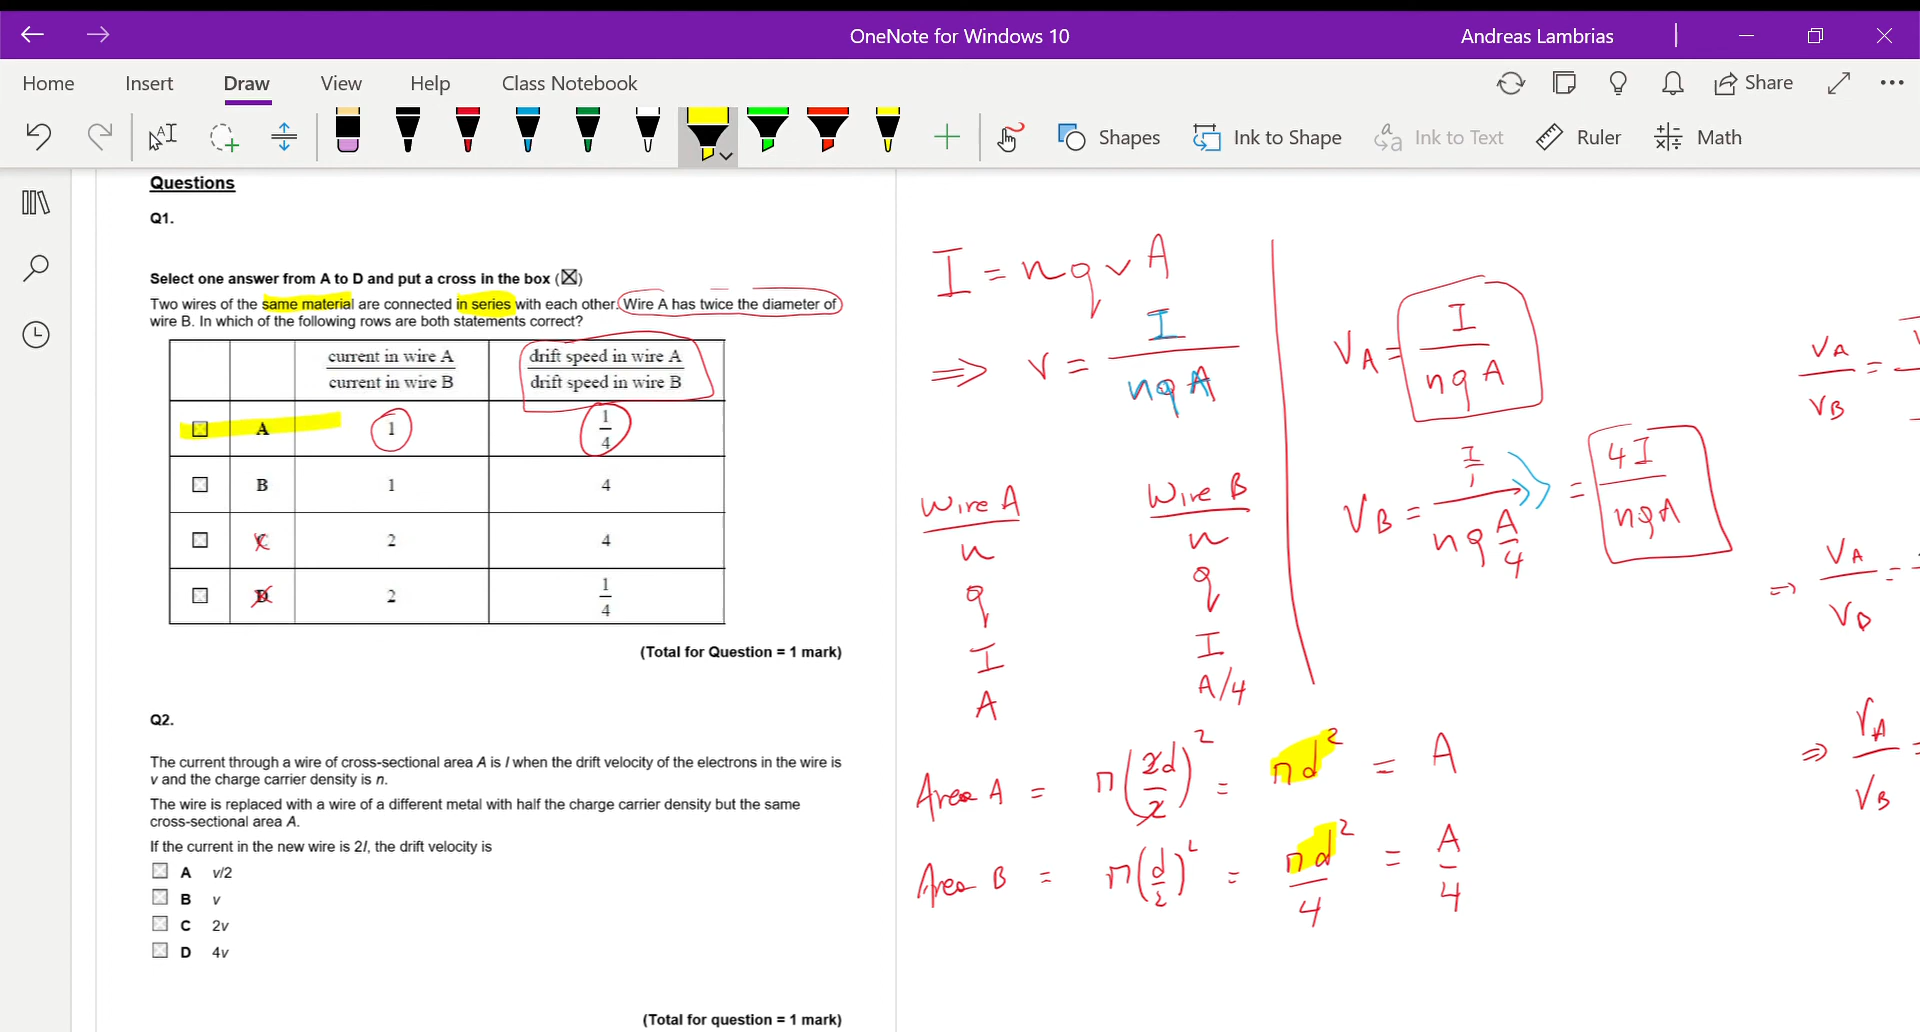 OneNote for Windows 10
Andreas Lambrias
Home Insert Draw View Help Class Notebook
Share
Shapes Ink to Shape Ink to Text Ruler Math
Questions
Q1.
Select one answer from A to D and put a cross in the box (☒)
Two wires of the same material are connected in series with each other. Wire A has twice the diameter of
wire B. In which of the following rows are both statements correct?
current in wire A / current in wire B
drift speed in wire A / drift speed in wire B
A 1 1/4
B 1 4
C 2 4
D 2 1/4
(Total for Question = 1 mark)
Q2.
The current through a wire of cross-sectional area A is I when the drift velocity of the electrons in the wire is
v and the charge carrier density is n.
The wire is replaced with a wire of a different metal with half the charge carrier density but the same
cross-sectional area A.
If the current in the new wire is 2I, the drift velocity is
A v/2
B v
C 2v
D 4v
(Total for question = 1 mark)
I = nqvA
⇒ v = I / nqA
Wire A
n
q
I
A
Wire B
n
q
I
A/4
Area A = π(2d/2)² = πd² = A
Area B = π(d/2)² = πd²/4 = A/4
VA = I / nqA
VB = I/1 / nq A/4 = 4I / nqA
VA / VB =
⇒ VA / VB =
⇒ VA / VB =